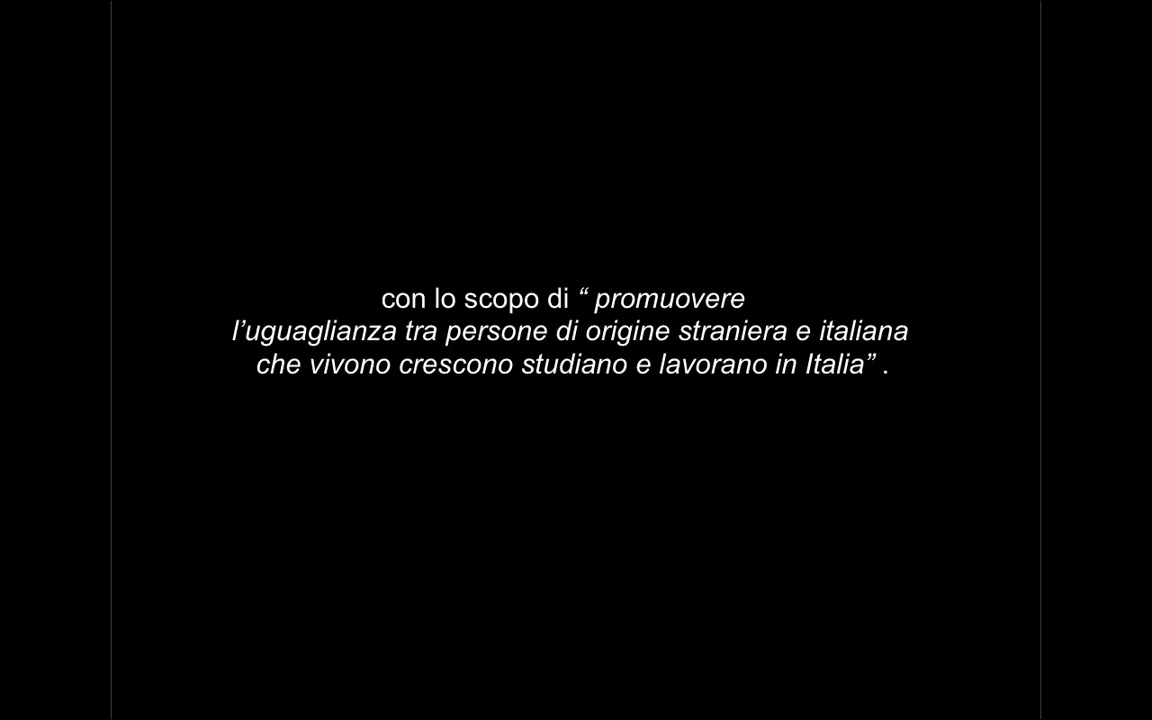 con lo scopo di “ promuovere
l’uguaglianza tra persone di origine straniera e italiana
che vivono crescono studiano e lavorano in Italia” .